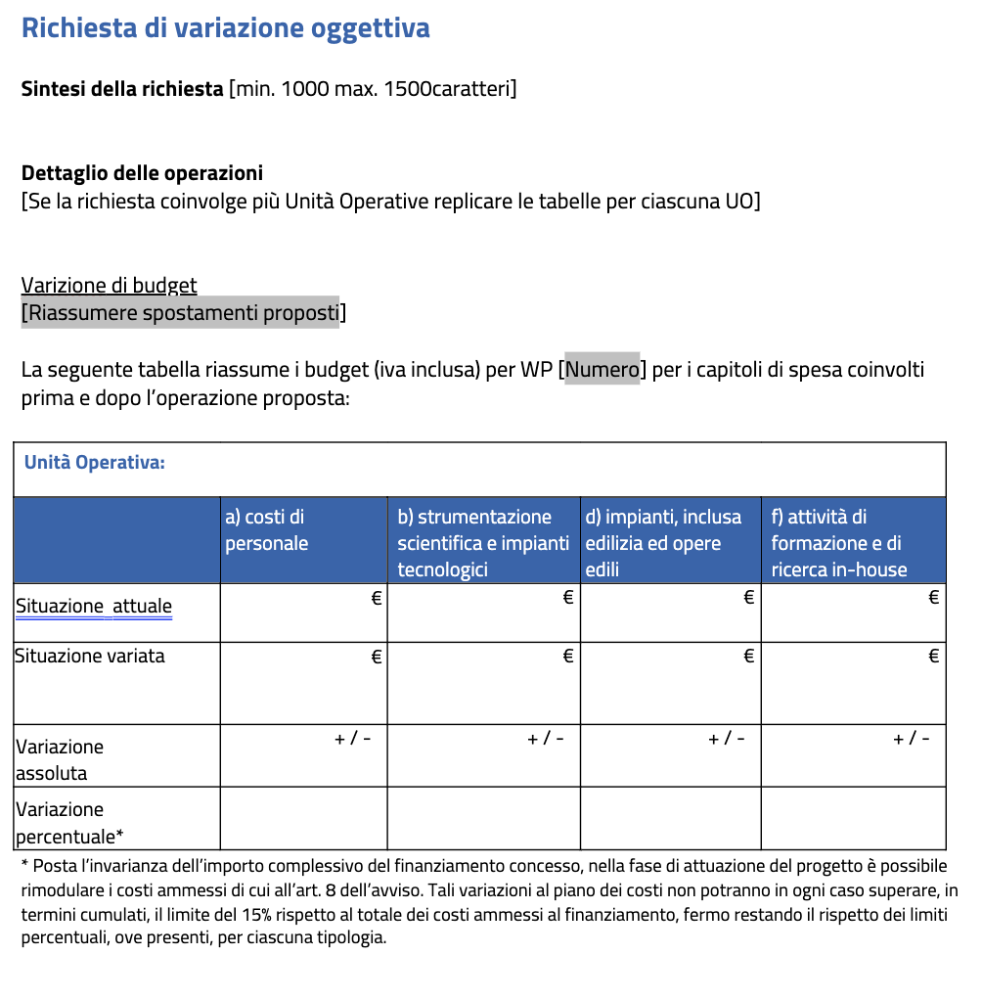 Richiesta di variazione oggettiva
Sintesi della richiesta [min. 1000 max. 1500caratteri]
Dettaglio delle operazioni
[Se la richiesta coinvolge più Unità Operative replicare le tabelle per ciascuna UO]
Varizione di budget
[Riassumere spostamenti proposti]
La seguente tabella riassume i budget (iva inclusa) per WP [Numero] per i capitoli di spesa coinvolti
prima e dopo l'operazione proposta:
Unità Operativa:
a) costi di
personale
b) strumentazione
scientifica e impianti
tecnologici
d) impianti, inclusa
edilizia ed opere
edili
f) attività di
formazione e di
ricerca in-house
Situazione attuale
€
€
€
€
Situazione variata
€
€
€
€
Variazione
assoluta
+ / -
+ / -
+ / -
+ / -
Variazione
percentuale*
* Posta l'invarianza dell'importo complessivo del finanziamento concesso, nella fase di attuazione del progetto è possibile
rimodulare i costi ammessi di cui all'art. 8 dell'avviso. Tali variazioni al piano dei costi non potranno in ogni caso superare, in
termini cumulati, il limite del 15% rispetto al totale dei costi ammessi al finanziamento, fermo restando il rispetto dei limiti
percentuali, ove presenti, per ciascuna tipologia.